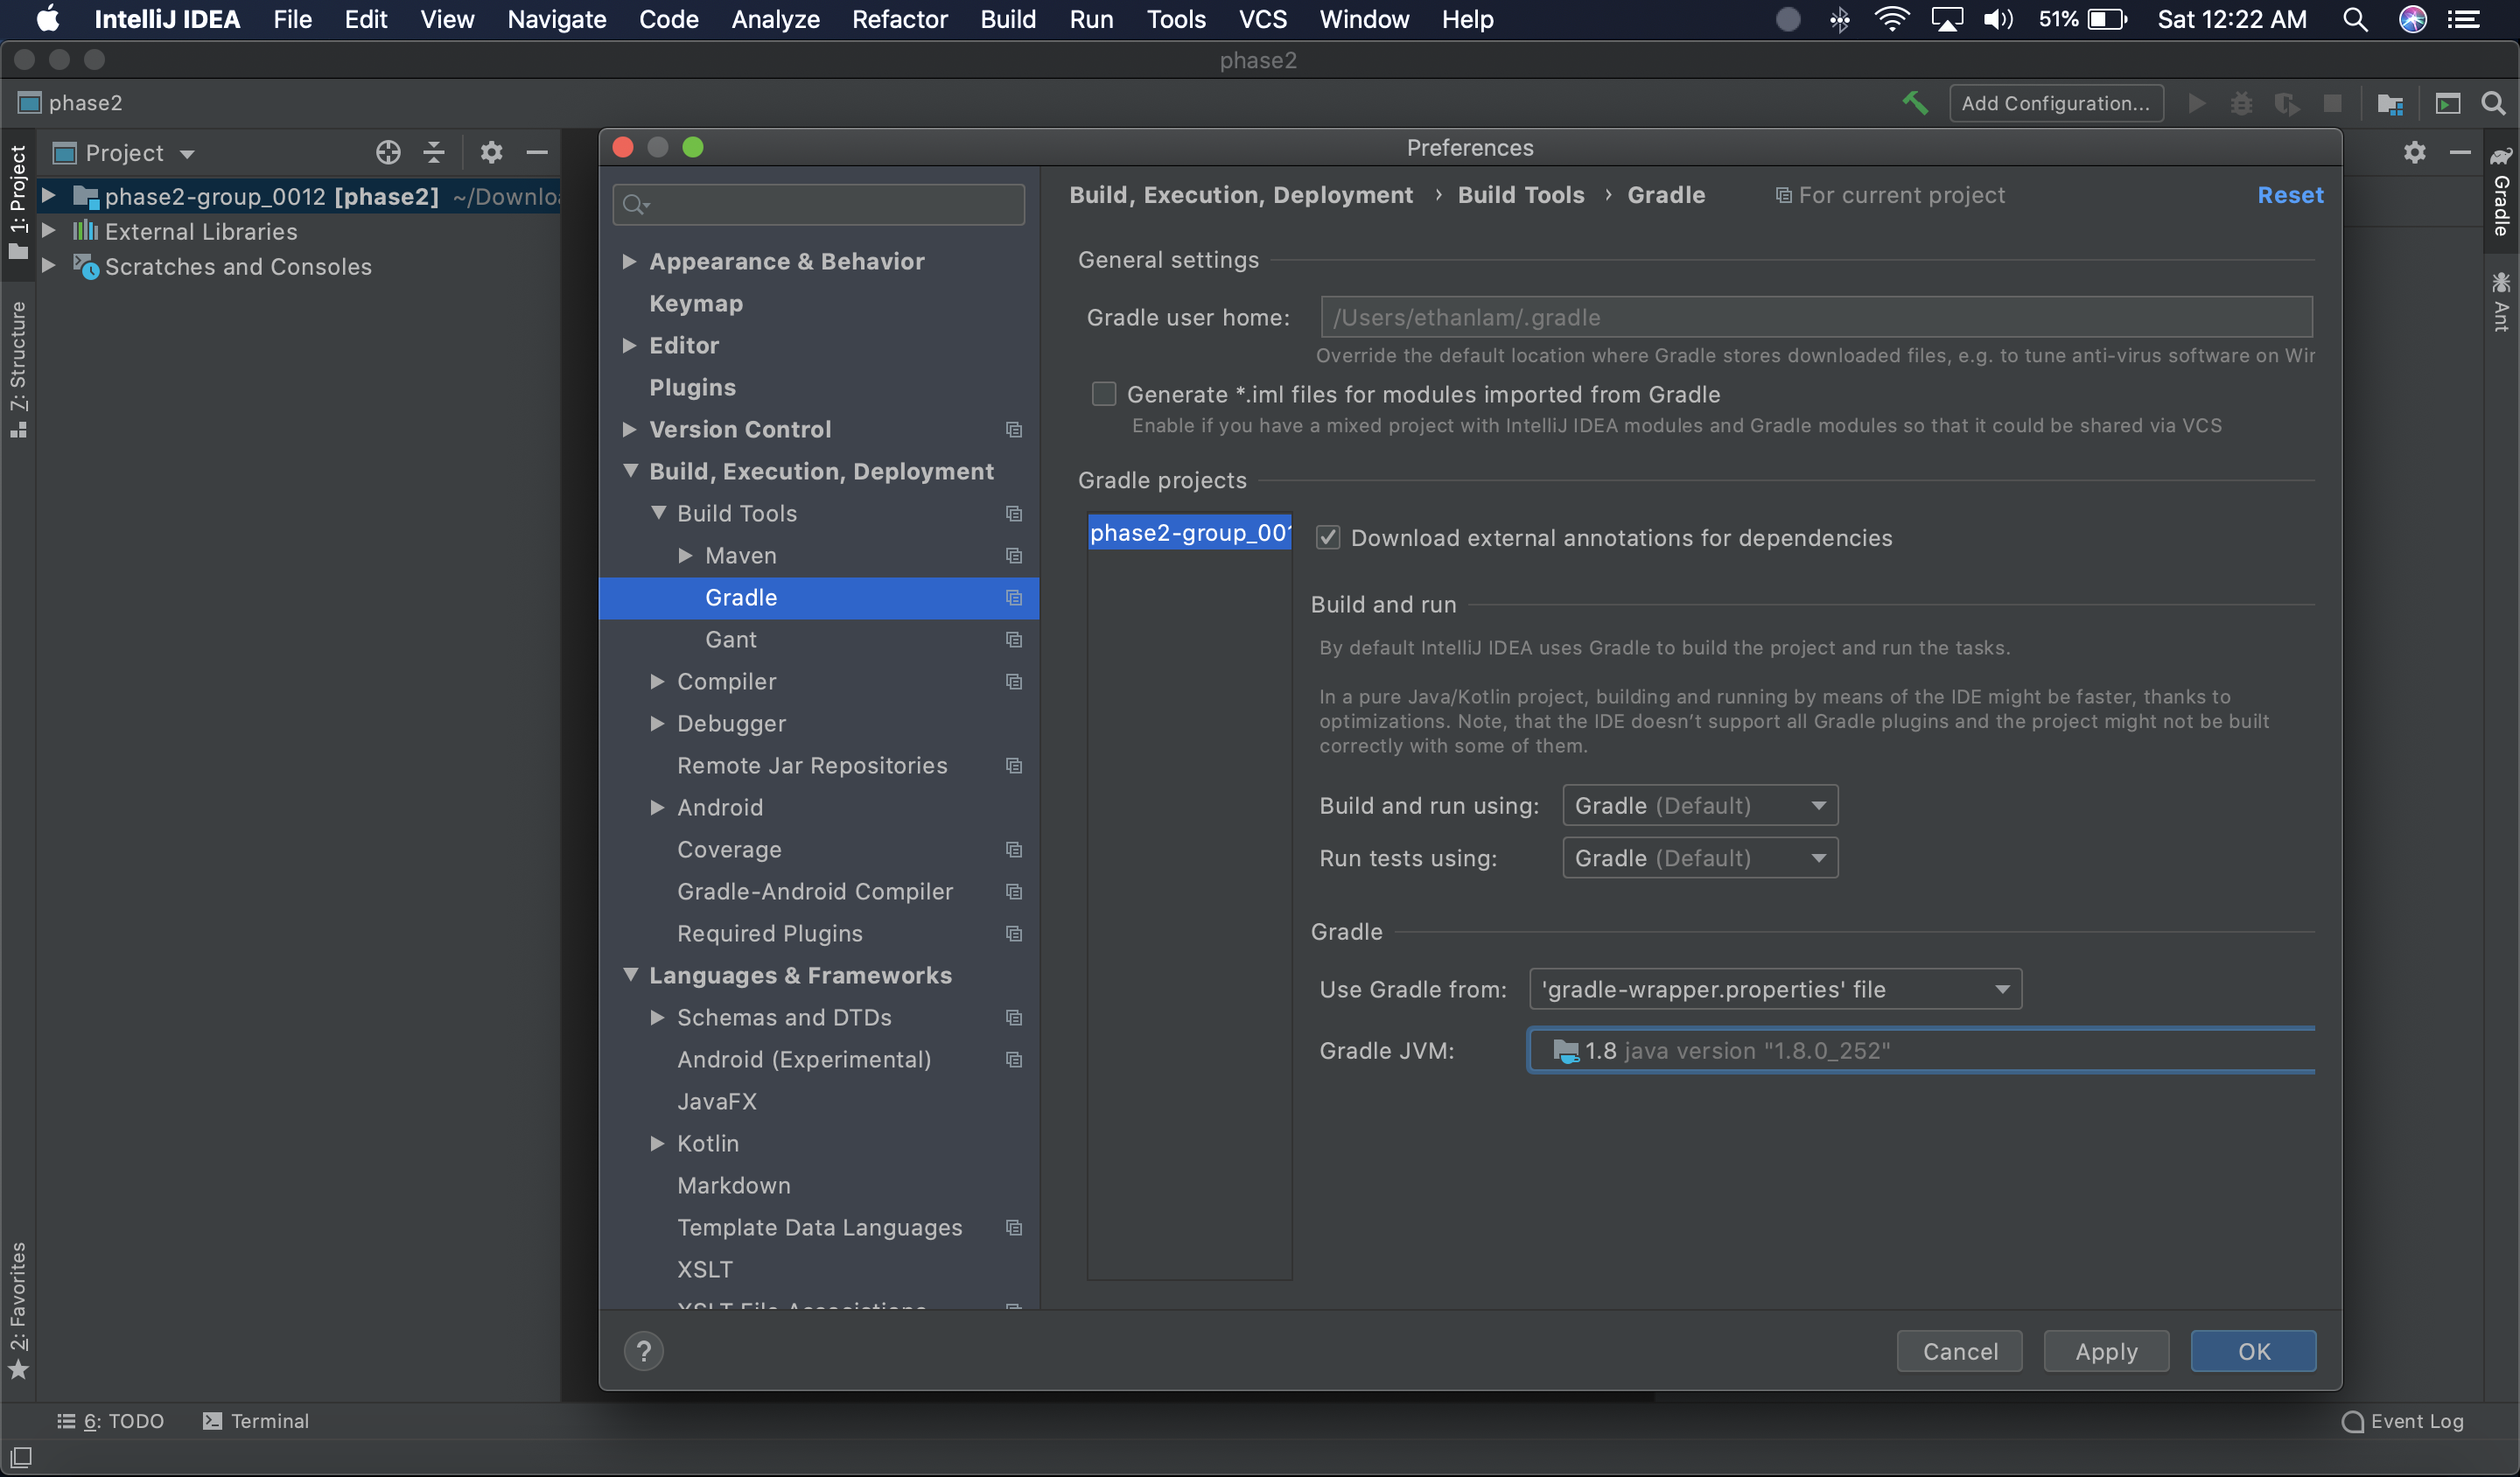 IntelliJ IDEA File Edit View Navigate Code Analyze Refactor Build Run Tools VCS Window Help 51% Sat 12:22 AM
phase2
phase2 Add Configuration...
Project
phase2-group_0012 [phase2] ~/Downlo
External Libraries
Scratches and Consoles
1: Project
7: Structure
2: Favorites
Preferences
Appearance & Behavior
Keymap
Editor
Plugins
Version Control
Build, Execution, Deployment
Build Tools
Maven
Gradle
Gant
Compiler
Debugger
Remote Jar Repositories
Android
Coverage
Gradle-Android Compiler
Required Plugins
Languages & Frameworks
Schemas and DTDs
Android (Experimental)
JavaFX
Kotlin
Markdown
Template Data Languages
XSLT
XSLT File Associations
Build, Execution, Deployment › Build Tools › Gradle For current project Reset
General settings
Gradle user home: /Users/ethanlam/.gradle
Override the default location where Gradle stores downloaded files, e.g. to tune anti-virus software on Wir
Generate *.iml files for modules imported from Gradle
Enable if you have a mixed project with IntelliJ IDEA modules and Gradle modules so that it could be shared via VCS
Gradle projects
phase2-group_001
Download external annotations for dependencies
Build and run
By default IntelliJ IDEA uses Gradle to build the project and run the tasks.
In a pure Java/Kotlin project, building and running by means of the IDE might be faster, thanks to
optimizations. Note, that the IDE doesn't support all Gradle plugins and the project might not be built
correctly with some of them.
Build and run using: Gradle (Default)
Run tests using: Gradle (Default)
Gradle
Use Gradle from: 'gradle-wrapper.properties' file
Gradle JVM: 1.8 java version "1.8.0_252"
? Cancel Apply OK
Gradle
Ant
6: TODO Terminal Event Log